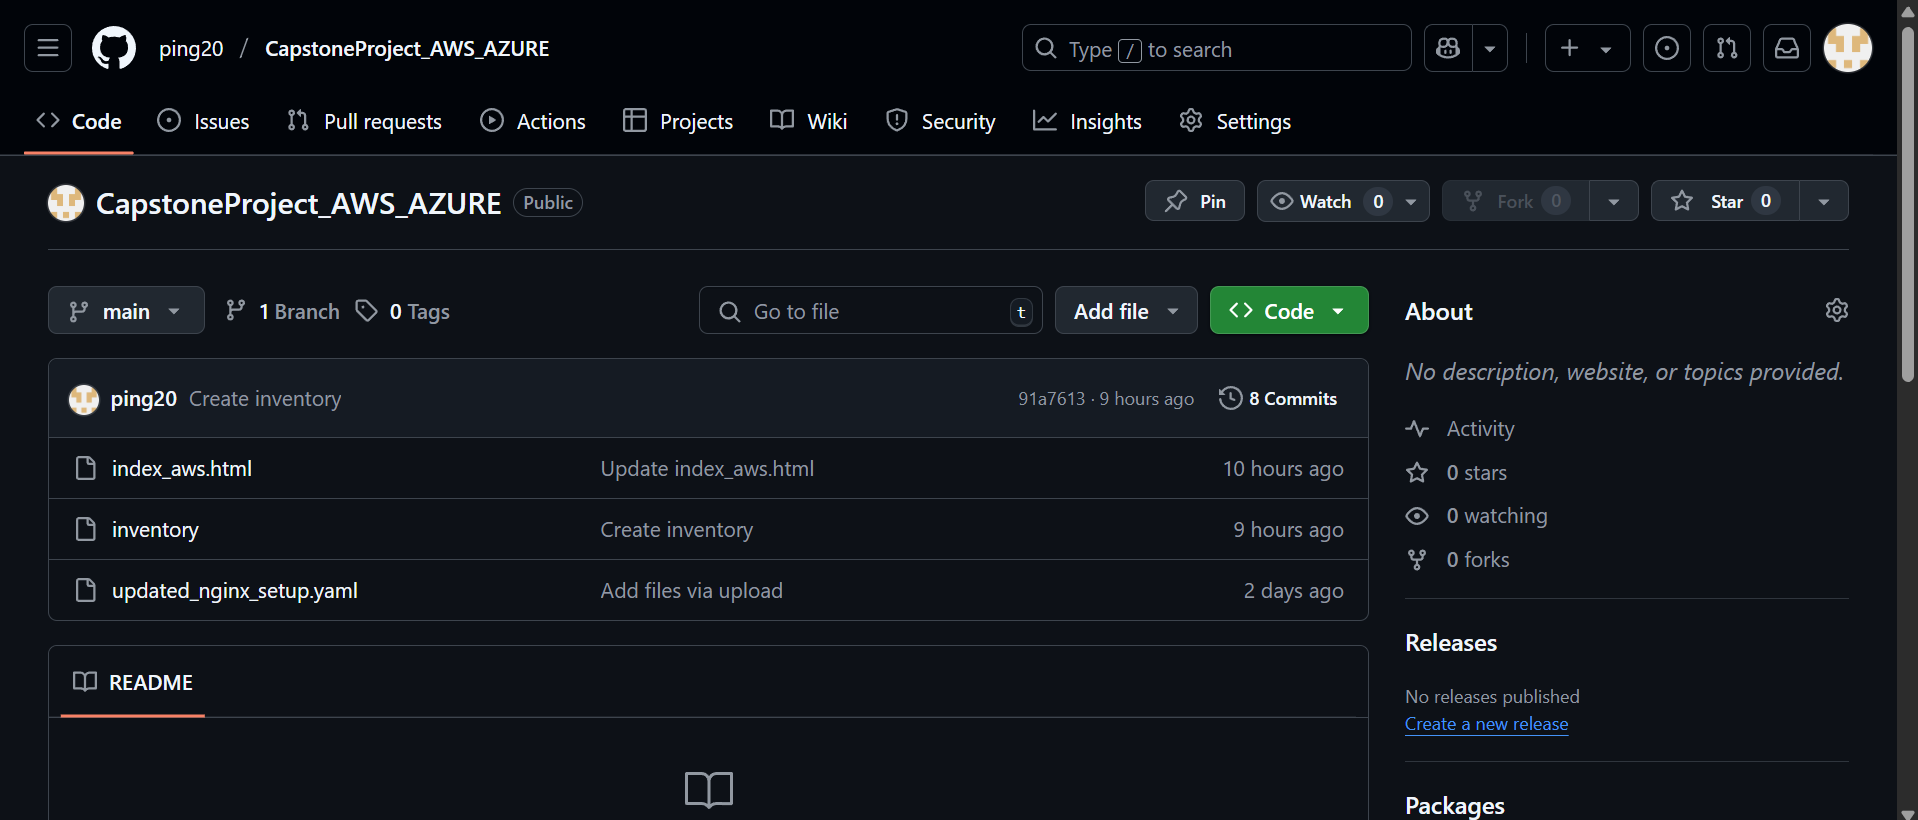 ping20 / CapstoneProject_AWS_AZURE
Type / to search
Code
Issues
Pull requests
Actions
Projects
Wiki
Security
Insights
Settings
CapstoneProject_AWS_AZURE Public
Pin
Watch 0
Fork 0
Star 0
main
1 Branch
0 Tags
Go to file t
Add file
Code
ping20 Create inventory 91a7613 · 9 hours ago 8 Commits
index_aws.html Update index_aws.html 10 hours ago
inventory Create inventory 9 hours ago
updated_nginx_setup.yaml Add files via upload 2 days ago
README
About
No description, website, or topics provided.
Activity
0 stars
0 watching
0 forks
Releases
No releases published
Create a new release
Packages